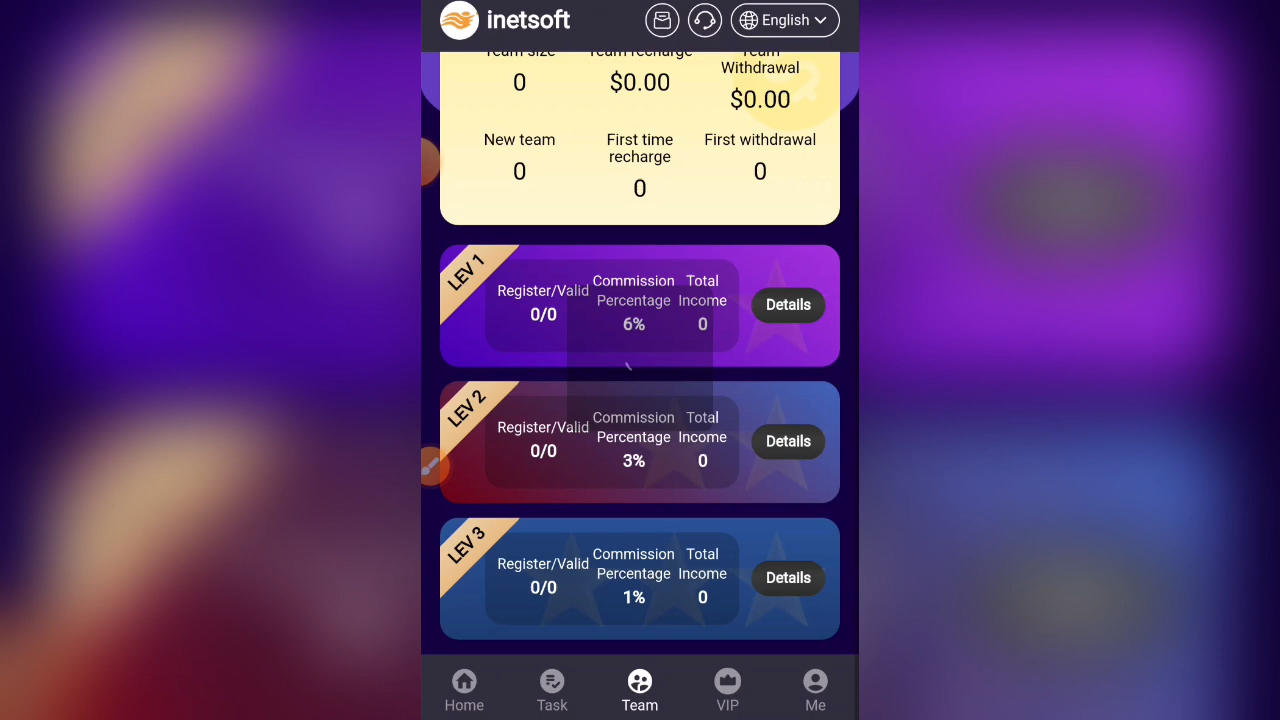 inetsoft
English
Team size Team recharge Team
Withdrawal
0 $0.00 $0.00
New team First time First withdrawal
recharge
0 0 0
LEV 1
Register/Valid Commission Total
Percentage Income
0/0 6% 0
Details
LEV 2
Register/Valid Commission Total
Percentage Income
0/0 3% 0
Details
LEV 3
Register/Valid Commission Total
Percentage Income
0/0 1% 0
Details
Home Task Team VIP Me